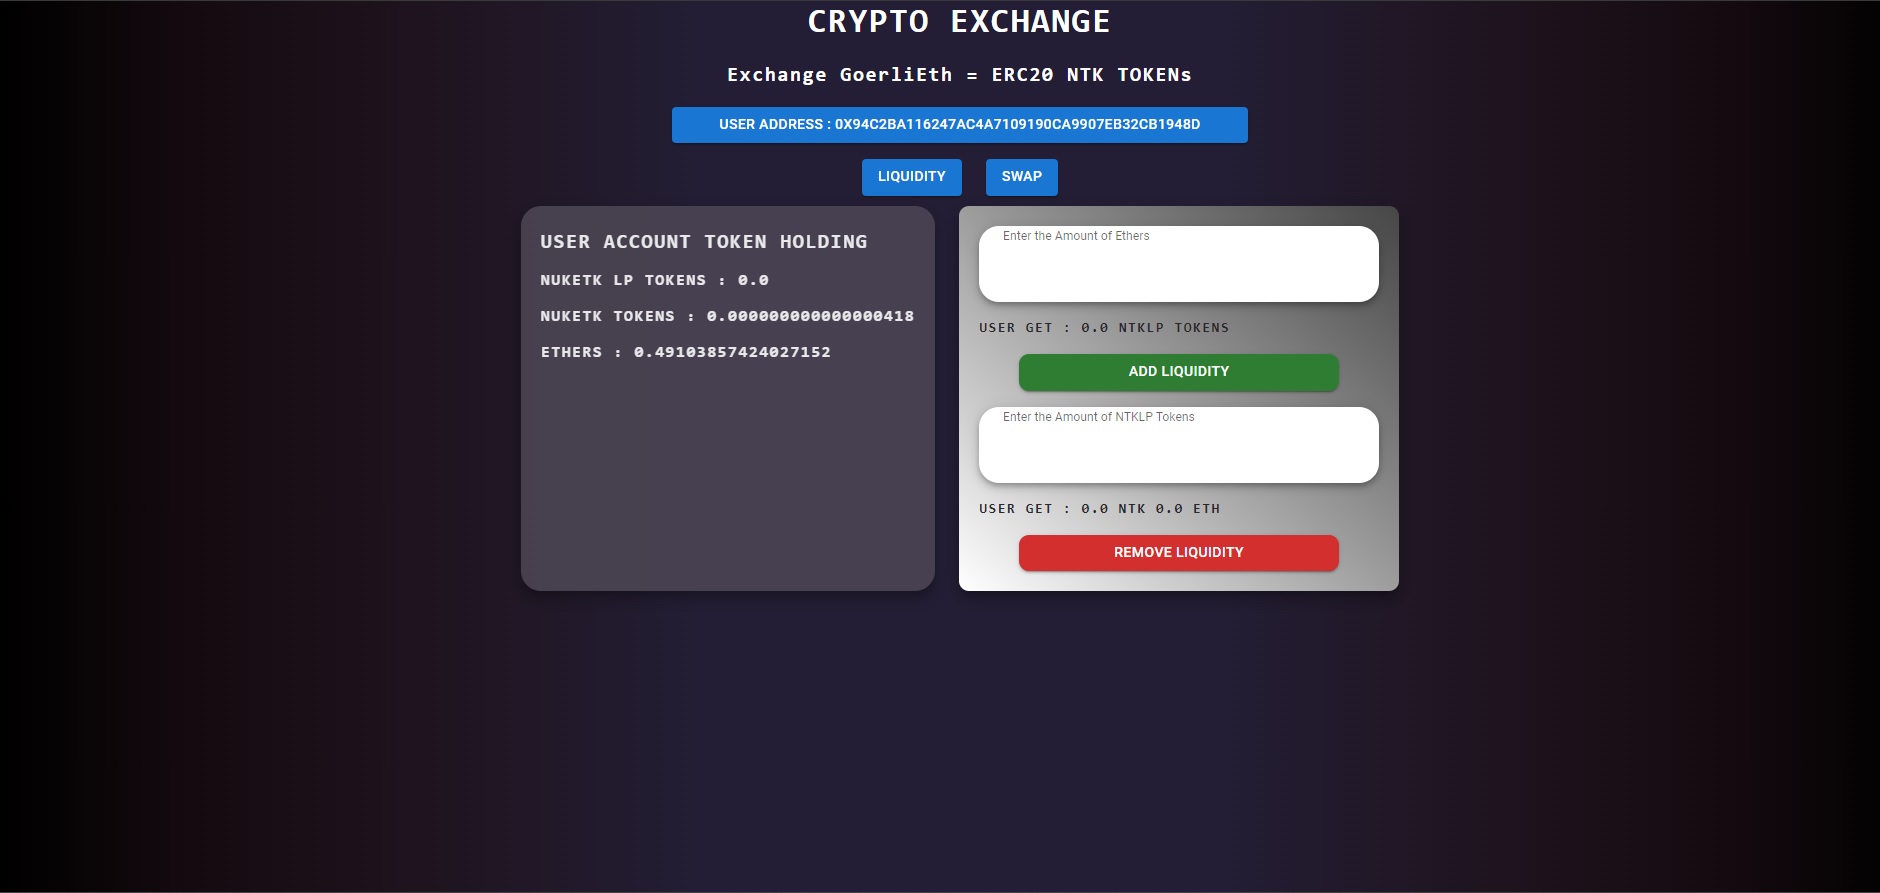 CRYPTO EXCHANGE
Exchange GoerliEth = ERC20 NTK TOKENs
USER ADDRESS : 0X94C2BA116247AC4A7109190CA9907EB32CB1948D
LIQUIDITY
SWAP
USER ACCOUNT TOKEN HOLDING
NUKETK LP TOKENS : 0.0
NUKETK TOKENS : 0.000000000000000418
ETHERS : 0.49103857424027152
Enter the Amount of Ethers
USER GET : 0.0 NTKLP TOKENS
ADD LIQUIDITY
Enter the Amount of NTKLP Tokens
USER GET : 0.0 NTK 0.0 ETH
REMOVE LIQUIDITY